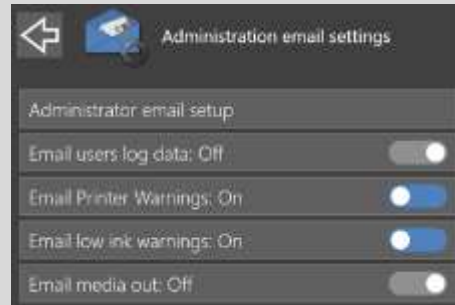 Administration email settings
Administrator email setup
Email users log data: Off
Email Printer Warnings: On
Email low ink warnings: On
Email media out: Off